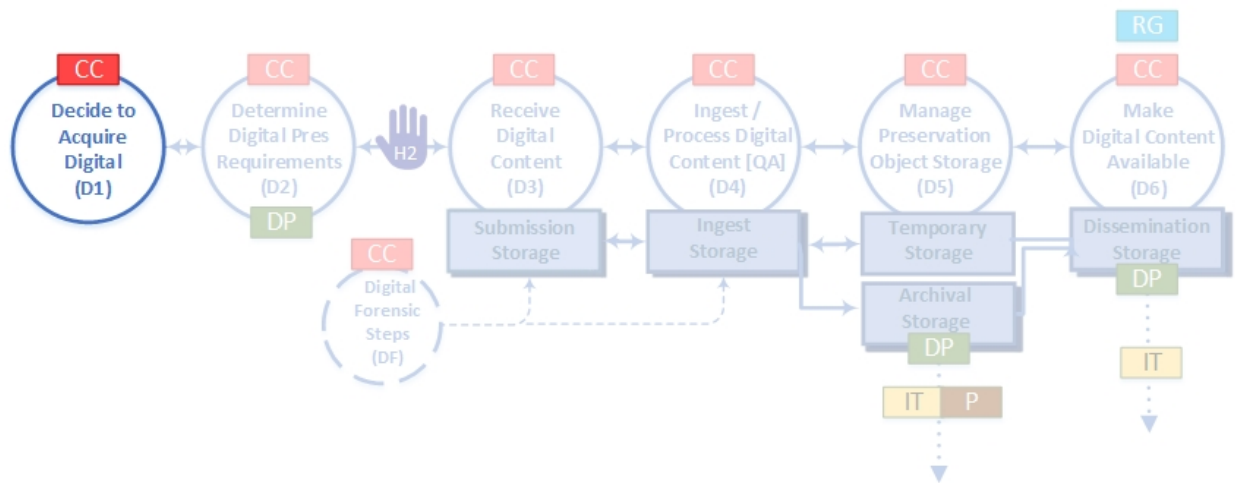 RG
CC
Decide to
Acquire
Digital
(D1)
CC
Determine
Digital Pres
Requirements
(D2)
DP
H2
CC
Receive
Digital
Content
(D3)
Submission
Storage
CC
Ingest /
Process Digital
Content [QA]
(D4)
Ingest
Storage
CC
Manage
Preservation
Object Storage
(D5)
Temporary
Storage
Archival
Storage
DP
IT
P
CC
Make
Digital Content
Available
(D6)
Dissemination
Storage
DP
IT
CC
Digital
Forensic
Steps
(DF)